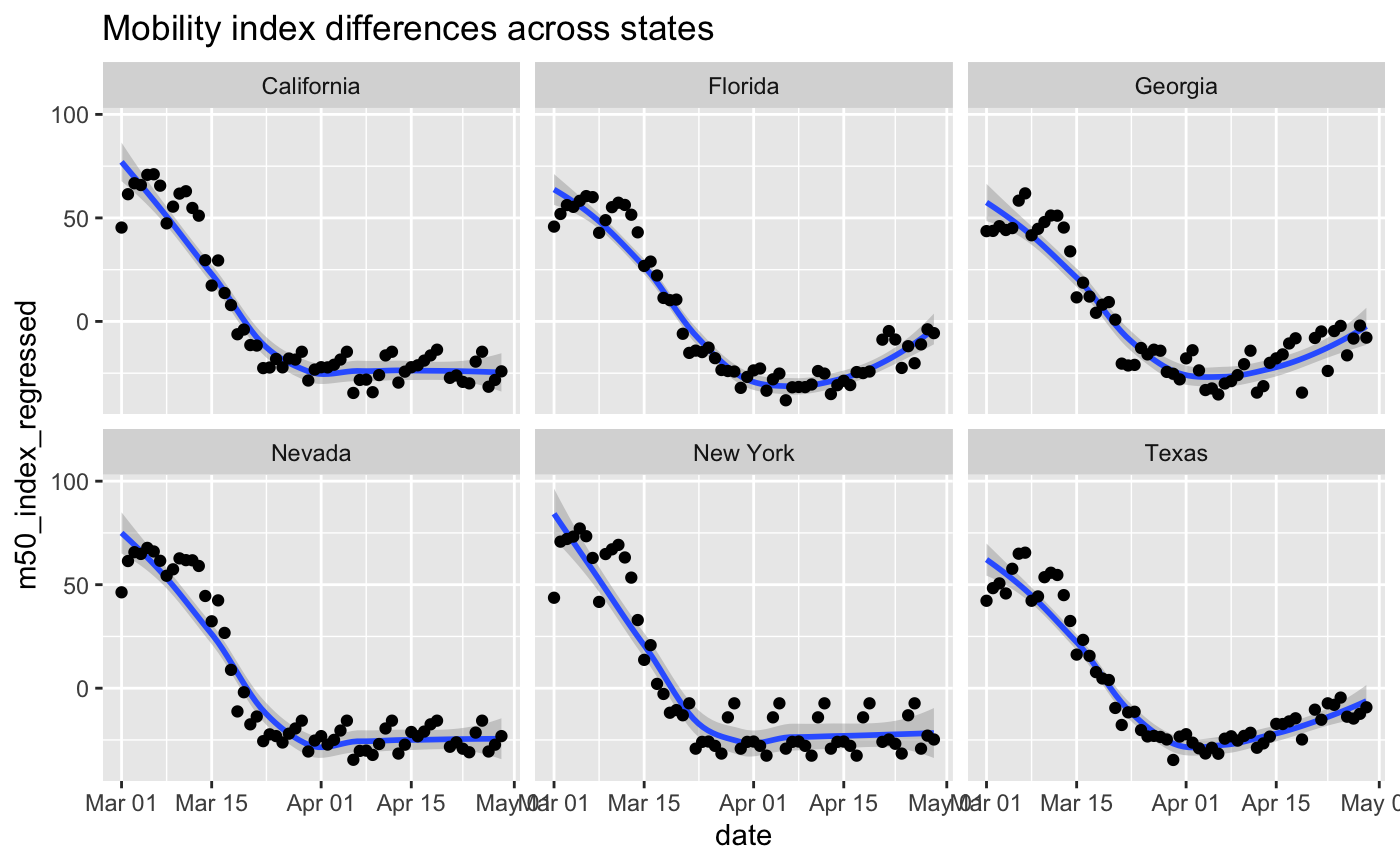 Mobility index differences across states
California Florida Georgia
100
50
0
Nevada New York Texas
100
50
0
m50_index_regressed
Mar 01 Mar 15 Apr 01 Apr 15 May 01 Mar 01 Mar 15 Apr 01 Apr 15 May 01 Mar 01 Mar 15 Apr 01 Apr 15 May 0
date